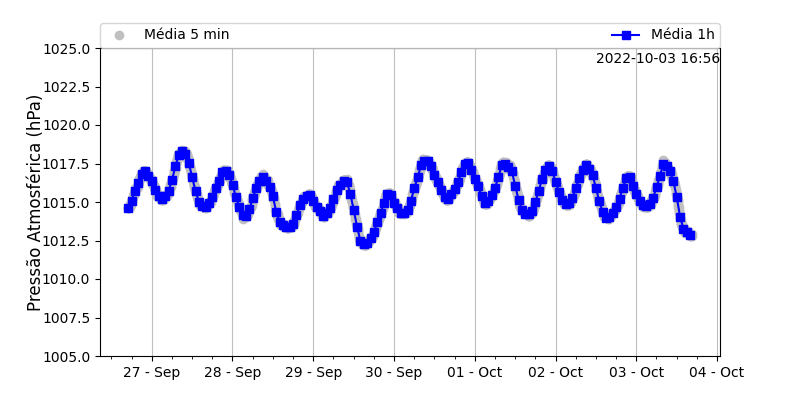 Média 5 min
Média 1h
2022-10-03 16:56
Pressão Atmosférica (hPa)
1025.0
1022.5
1020.0
1017.5
1015.0
1012.5
1010.0
1007.5
1005.0
27 - Sep
28 - Sep
29 - Sep
30 - Sep
01 - Oct
02 - Oct
03 - Oct
04 - Oct